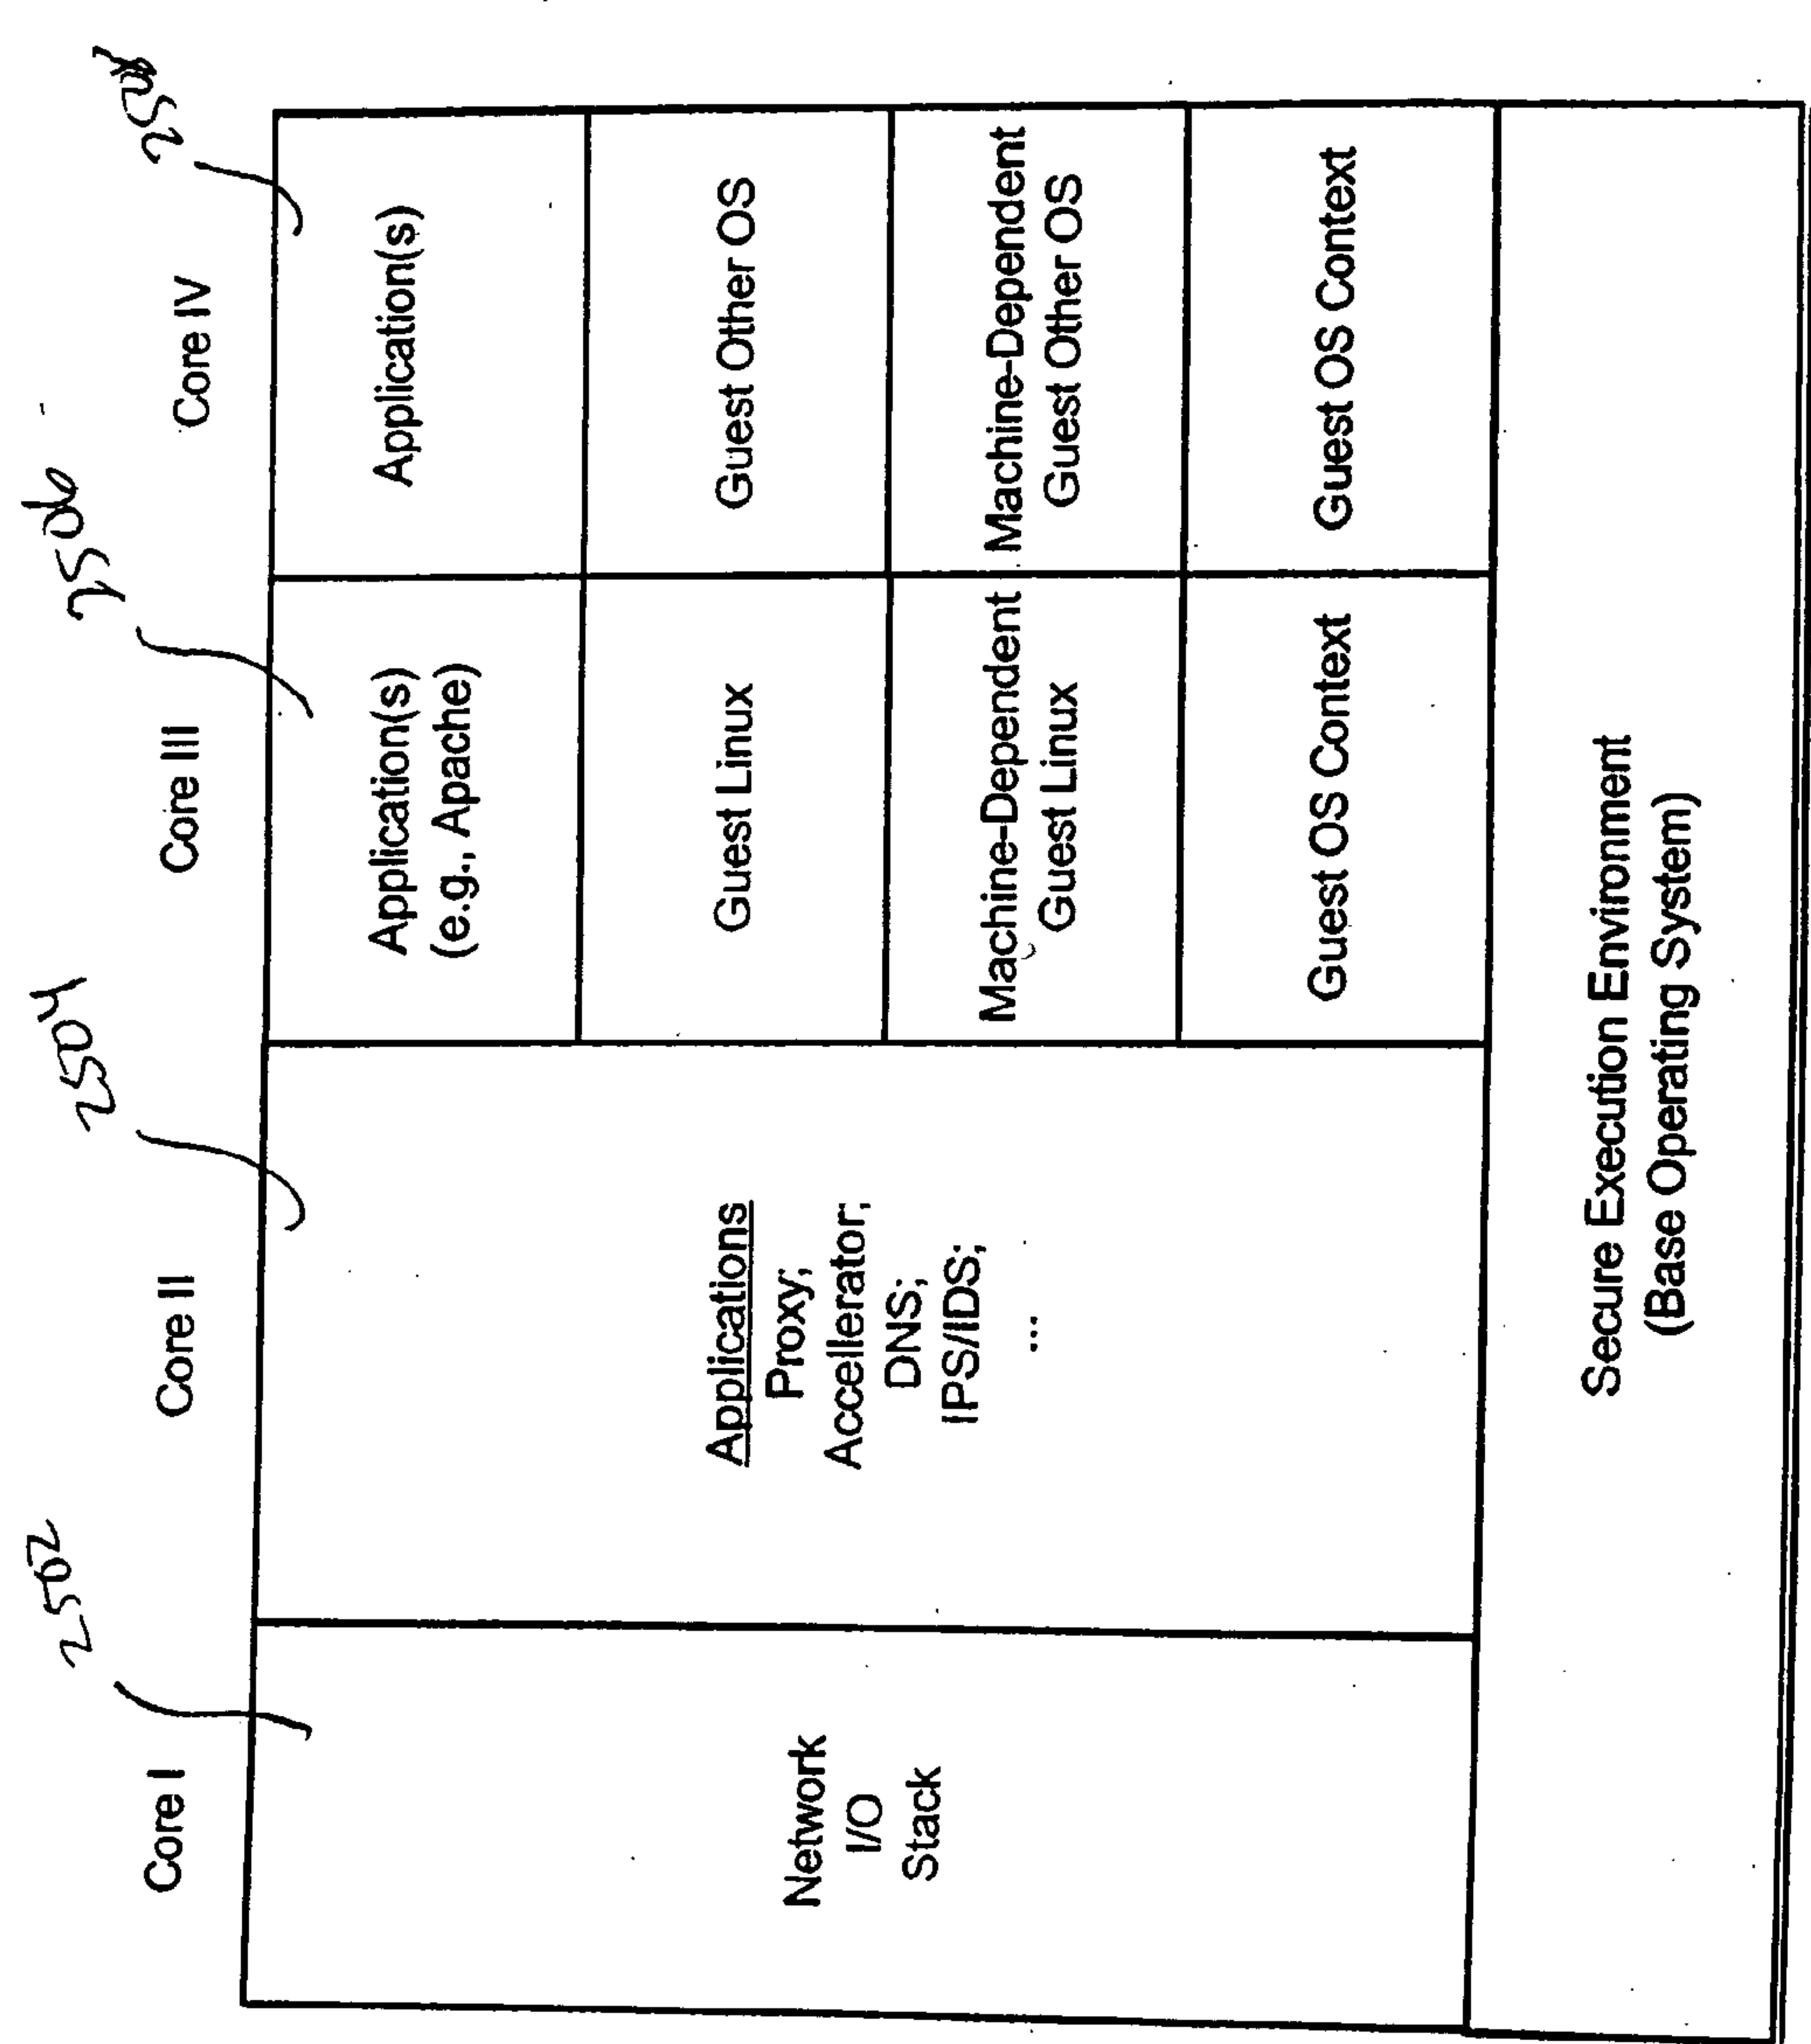 2502
2504
2506
2508
Core I
Core II
Core III
Core IV
Network
I/O
Stack
Applications
Proxy;
Accellerator;
DNS;
IPS/IDS;
...
Application(s)
(e.g., Apache)
Guest Linux
Machine-Dependent
Guest Linux
Guest OS Context
Application(s)
Guest Other OS
Machine-Dependent
Guest Other OS
Guest OS Context
Secure Execution Environment
(Base Operating System)